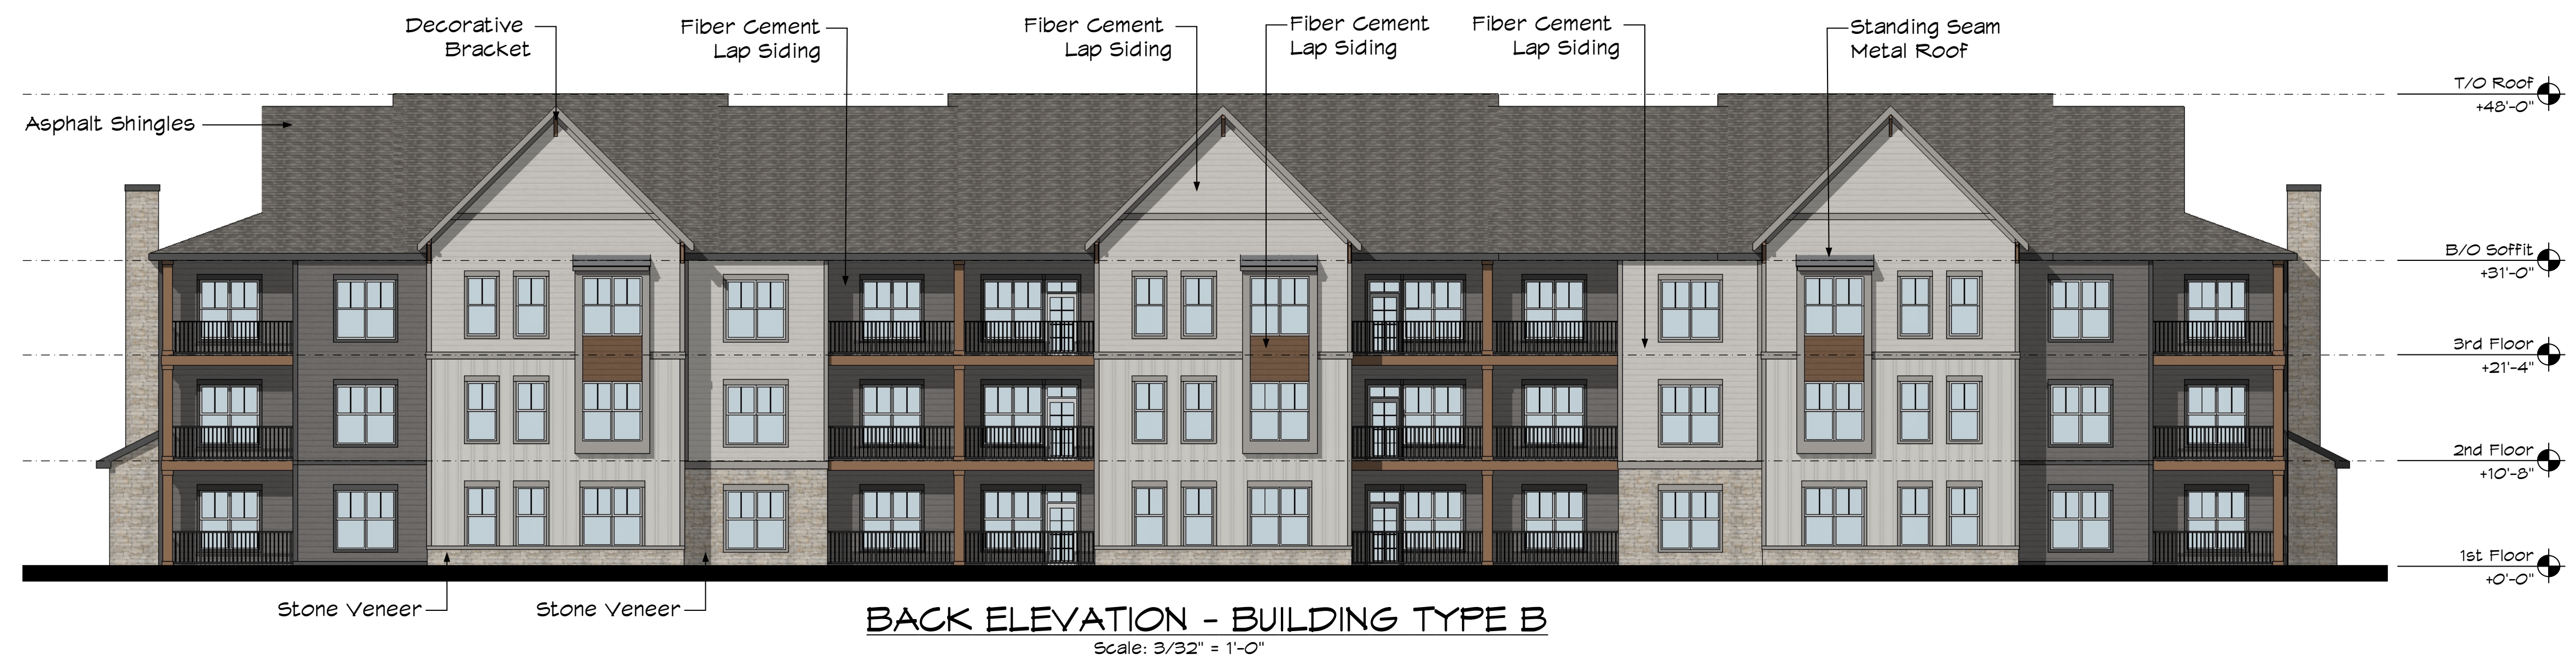 Decorative
Bracket
Fiber Cement
Lap Siding
Fiber Cement
Lap Siding
Fiber Cement
Lap Siding
Fiber Cement
Lap Siding
Standing Seam
Metal Roof
Asphalt Shingles
T/O Roof
+48'-0"
B/O Soffit
+31'-0"
3rd Floor
+21'-4"
2nd Floor
+10'-8"
1st Floor
+0'-0"
Stone Veneer
Stone Veneer
BACK ELEVATION - BUILDING TYPE B
Scale: 3/32" = 1'-0"